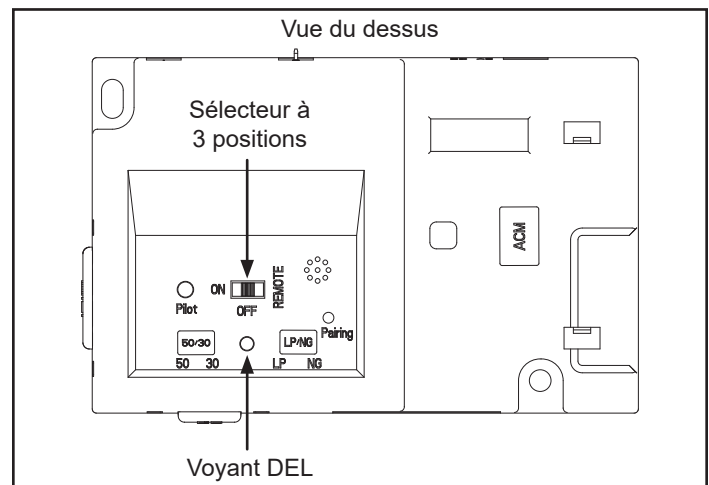 Vue du dessus
Sélecteur à
3 positions
ACM
ON
REMOTE
Pilot
OFF
Pairing
50/30
LP/NG
50 30
LP NG
Voyant DEL